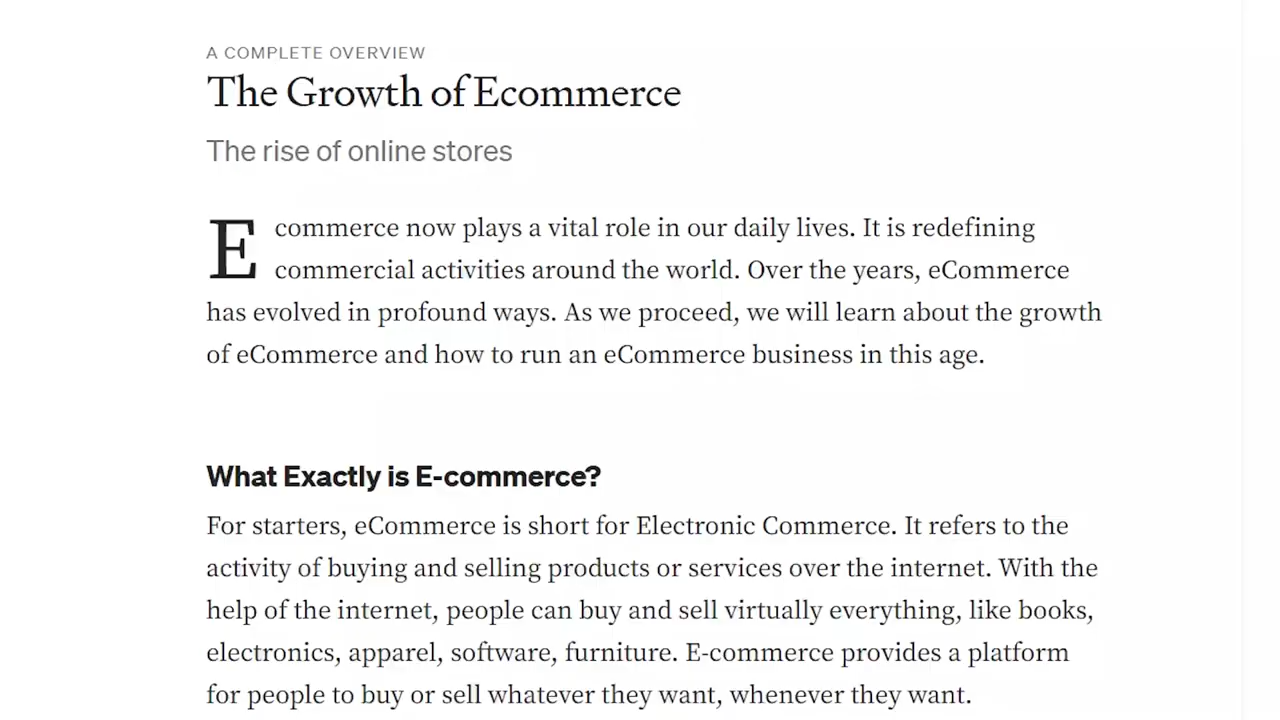 A COMPLETE OVERVIEW
The Growth of Ecommerce
The rise of online stores
Ecommerce now plays a vital role in our daily lives. It is redefining
commercial activities around the world. Over the years, eCommerce
has evolved in profound ways. As we proceed, we will learn about the growth
of eCommerce and how to run an eCommerce business in this age.
What Exactly is E-commerce?
For starters, eCommerce is short for Electronic Commerce. It refers to the
activity of buying and selling products or services over the internet. With the
help of the internet, people can buy and sell virtually everything, like books,
electronics, apparel, software, furniture. E-commerce provides a platform
for people to buy or sell whatever they want, whenever they want.